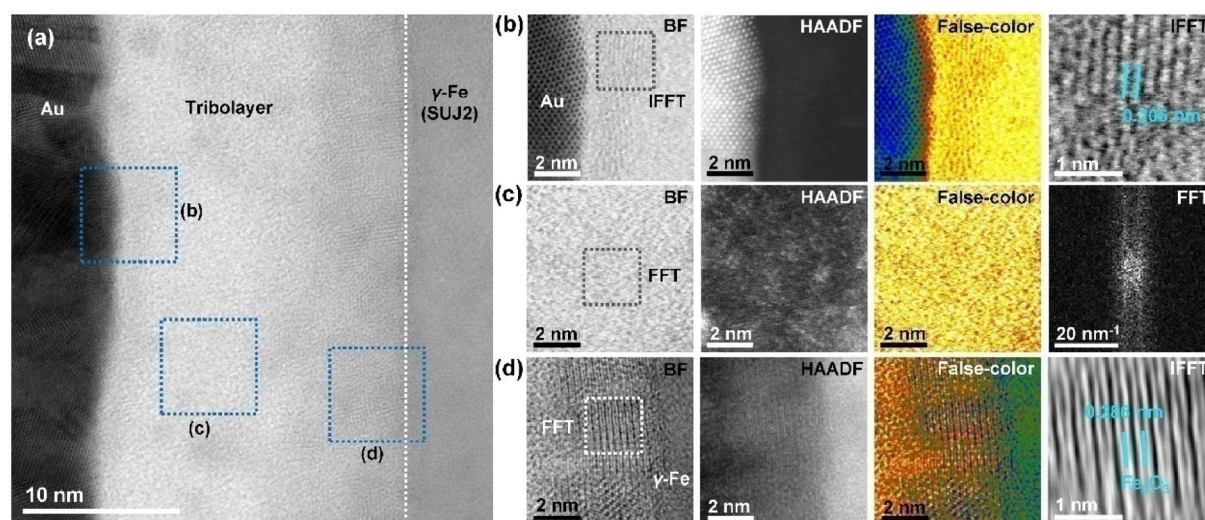 (a)
Au
Tribolayer
γ-Fe
(SUJ2)
(b)
(c)
(d)
10 nm
(b)
BF
HAADF
False-color
IFFT
Au
IFFT
0.206 nm
2 nm
2 nm
2 nm
1 nm
(c)
BF
HAADF
False-color
FFT
FFT
2 nm
2 nm
2 nm
20 nm⁻¹
(d)
BF
HAADF
False-color
IFFT
FFT
0.286 nm
γ-Fe
Fe₂O₃
2 nm
2 nm
2 nm
1 nm